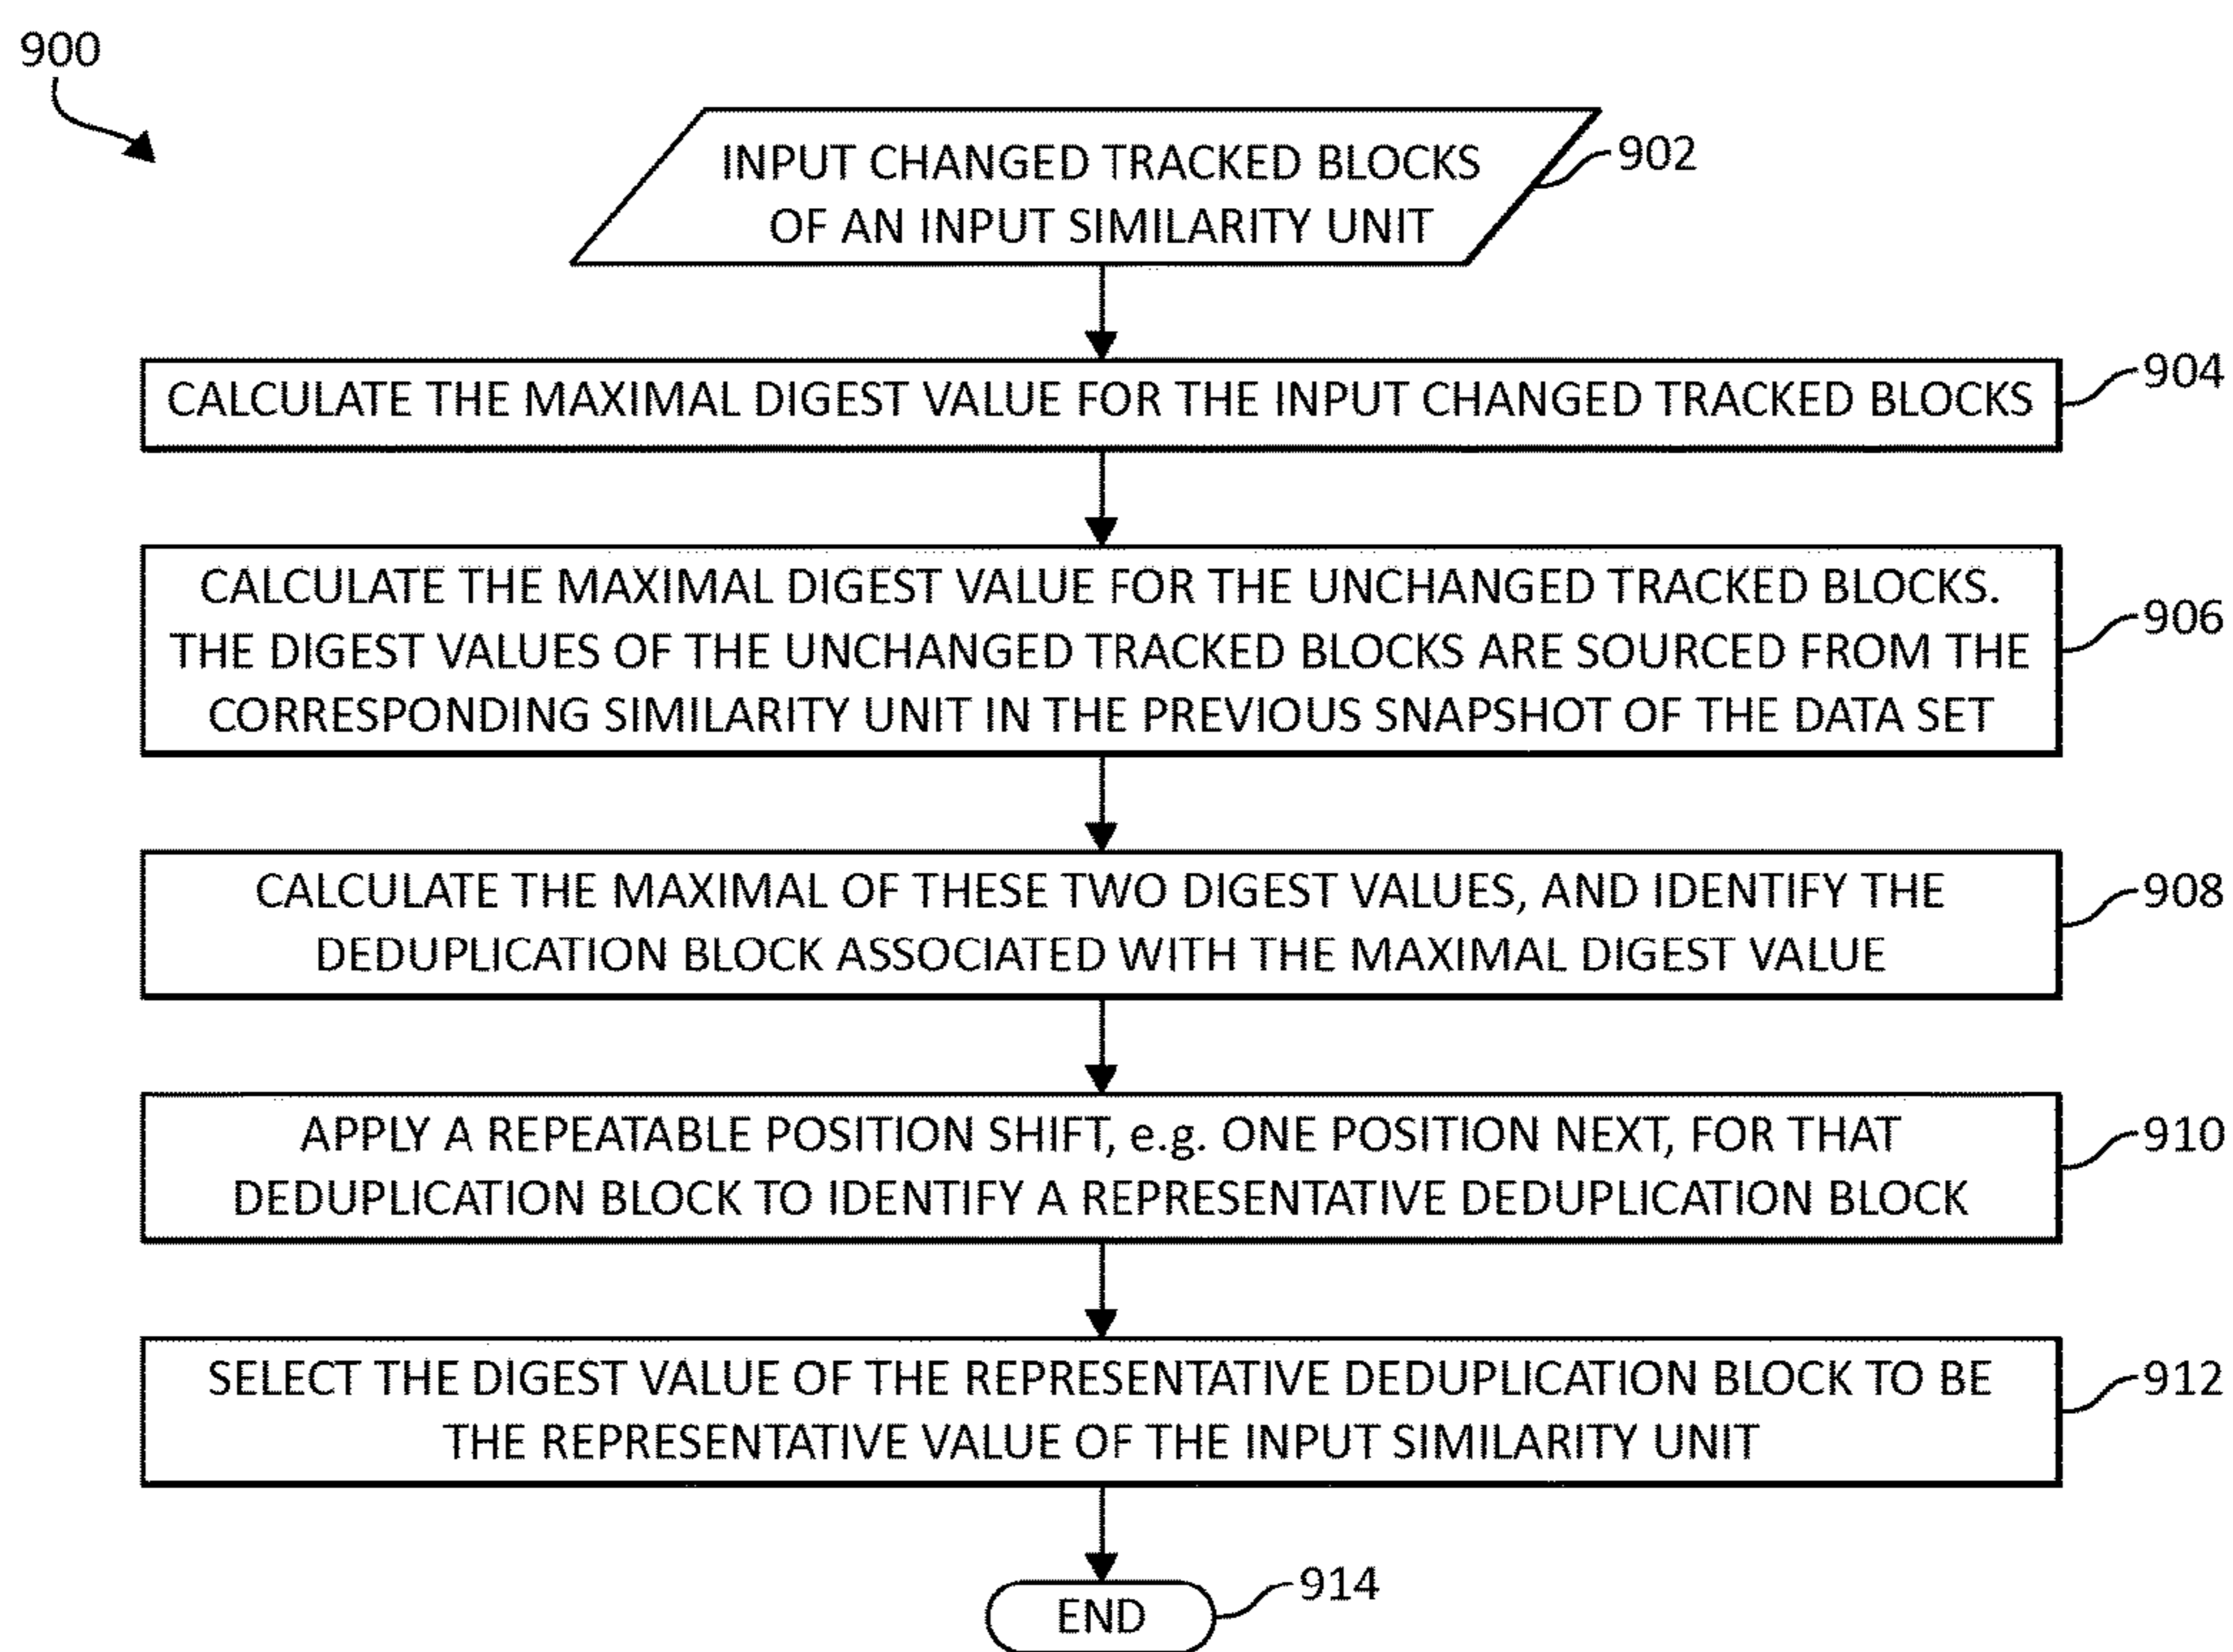 900
INPUT CHANGED TRACKED BLOCKS
OF AN INPUT SIMILARITY UNIT
902
CALCULATE THE MAXIMAL DIGEST VALUE FOR THE INPUT CHANGED TRACKED BLOCKS
904
CALCULATE THE MAXIMAL DIGEST VALUE FOR THE UNCHANGED TRACKED BLOCKS.
THE DIGEST VALUES OF THE UNCHANGED TRACKED BLOCKS ARE SOURCED FROM THE
CORRESPONDING SIMILARITY UNIT IN THE PREVIOUS SNAPSHOT OF THE DATA SET
906
CALCULATE THE MAXIMAL OF THESE TWO DIGEST VALUES, AND IDENTIFY THE
DEDUPLICATION BLOCK ASSOCIATED WITH THE MAXIMAL DIGEST VALUE
908
APPLY A REPEATABLE POSITION SHIFT, e.g. ONE POSITION NEXT, FOR THAT
DEDUPLICATION BLOCK TO IDENTIFY A REPRESENTATIVE DEDUPLICATION BLOCK
910
SELECT THE DIGEST VALUE OF THE REPRESENTATIVE DEDUPLICATION BLOCK TO BE
THE REPRESENTATIVE VALUE OF THE INPUT SIMILARITY UNIT
912
END
914